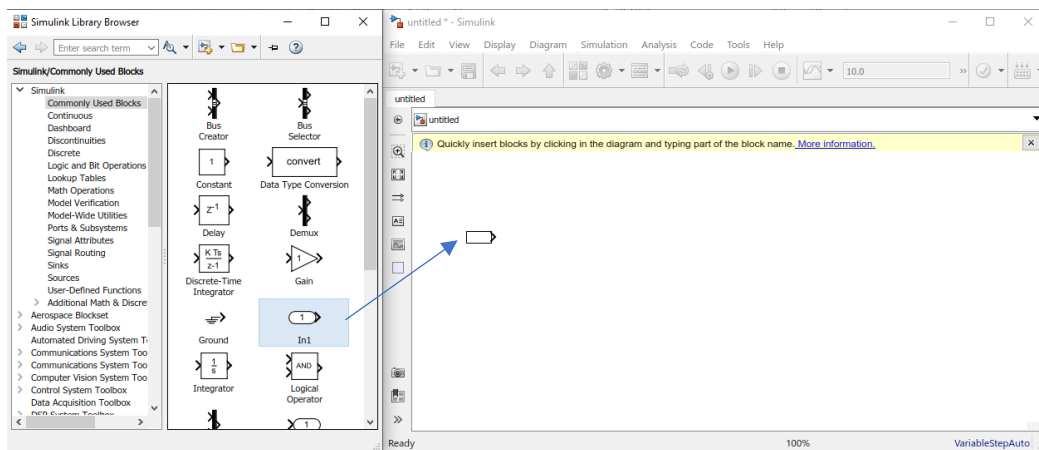 Simulink Library Browser
Enter search term
Simulink/Commonly Used Blocks
Simulink
Commonly Used Blocks
Continuous
Dashboard
Discontinuities
Discrete
Logic and Bit Operations
Lookup Tables
Math Operations
Model Verification
Model-Wide Utilities
Ports & Subsystems
Signal Attributes
Signal Routing
Sinks
Sources
User-Defined Functions
Additional Math & Discre
Aerospace Blockset
Audio System Toolbox
Automated Driving System T
Communications System Too
Communications System Too
Computer Vision System Too
Control System Toolbox
Data Acquisition Toolbox
DSP System Toolbox
Bus
Creator
Bus
Selector
1
Constant
convert
Data Type Conversion
z-1
Delay
Demux
K Ts
z-1
Discrete-Time
Integrator
1
Gain
Ground
1
In1
1
s
Integrator
AND
Logical
Operator
1
untitled * - Simulink
File Edit View Display Diagram Simulation Analysis Code Tools Help
10.0
»
untitled
untitled
Quickly insert blocks by clicking in the diagram and typing part of the block name. More information.
A
»
Ready
100%
VariableStepAuto